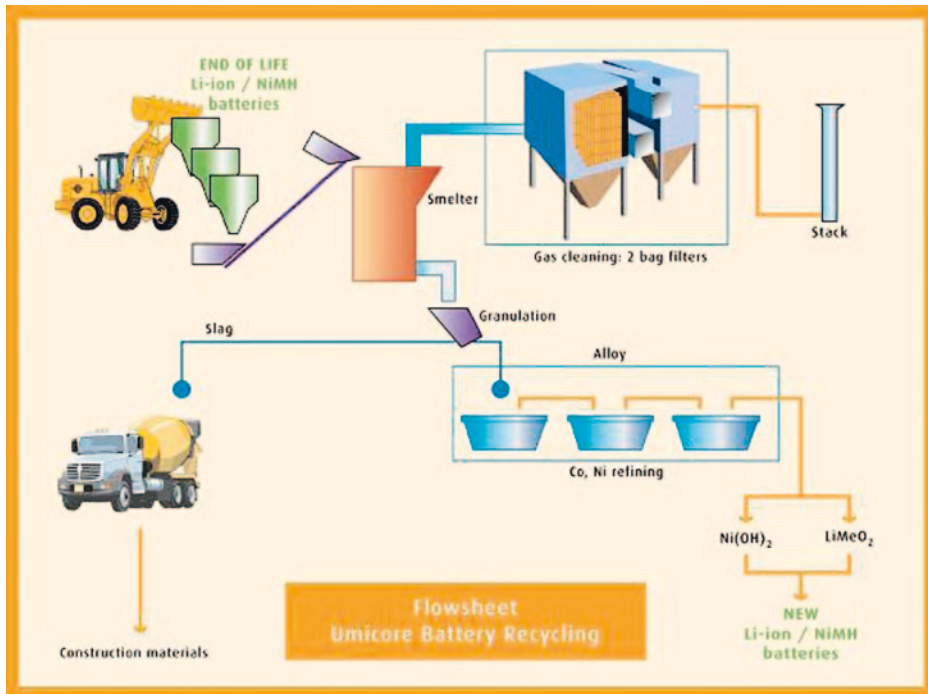 END OF LIFE
Li-ion / NiMH
batteries
Smelter
Gas cleaning: 2 bag filters
Stack
Granulation
Slag
Alloy
Co, Ni refining
Ni(OH)₂
LiMeO₂
NEW
Li-ion / NiMH
batteries
Construction materials
Flowsheet
Umicore Battery Recycling